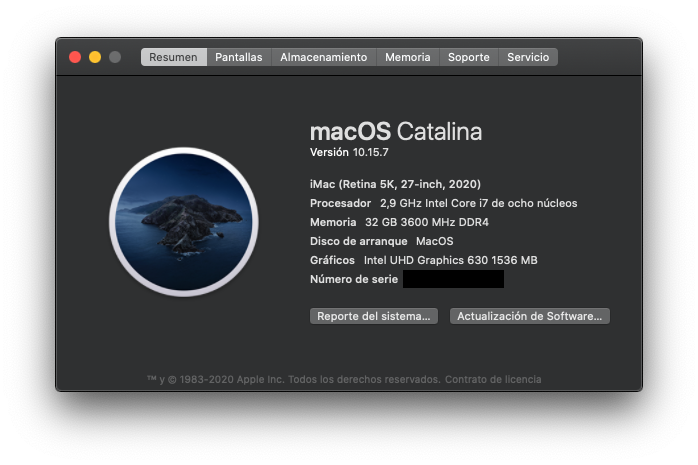 Resumen Pantallas Almacenamiento Memoria Soporte Servicio
macOS Catalina
Versión 10.15.7
iMac (Retina 5K, 27-inch, 2020)
Procesador 2,9 GHz Intel Core i7 de ocho núcleos
Memoria 32 GB 3600 MHz DDR4
Disco de arranque MacOS
Gráficos Intel UHD Graphics 630 1536 MB
Número de serie
Reporte del sistema... Actualización de Software...
™ y © 1983-2020 Apple Inc. Todos los derechos reservados. Contrato de licencia